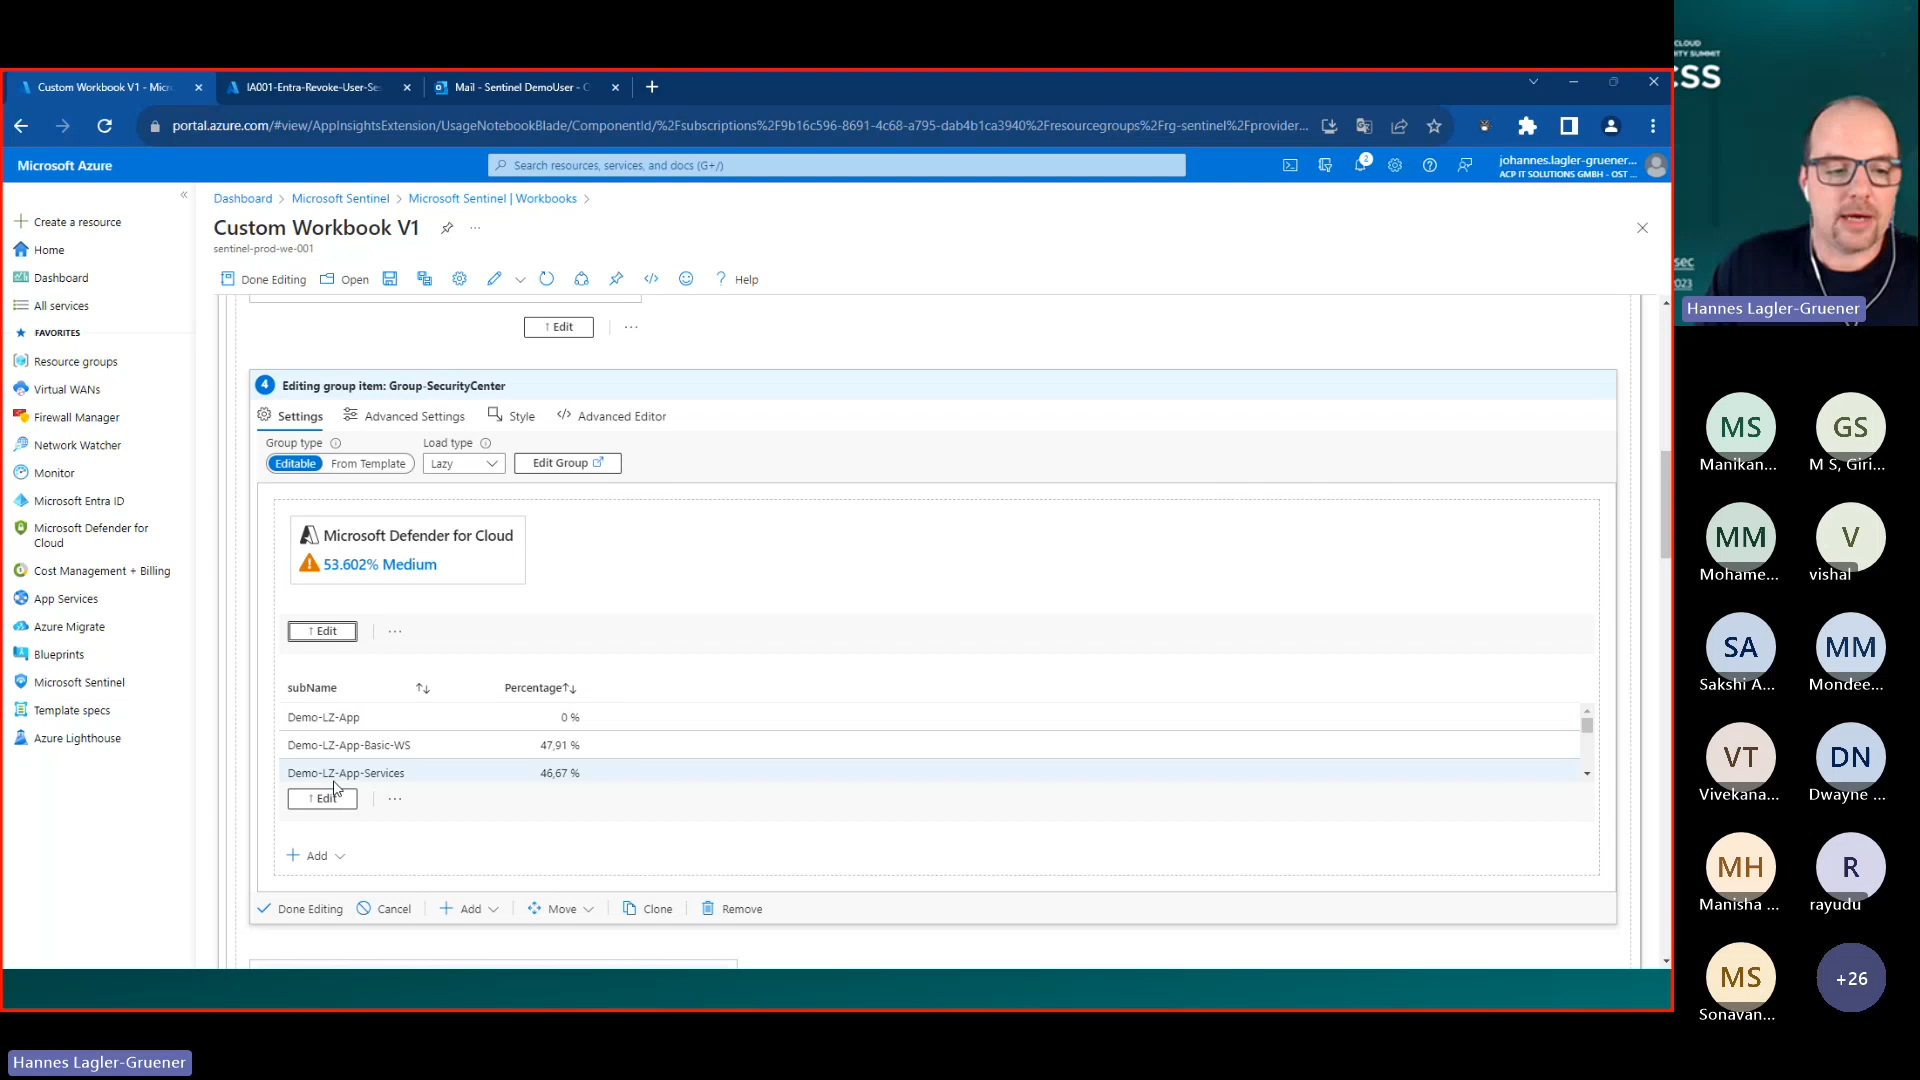 Custom Workbook V1 - Micr
IA001-Entra-Revoke-User-Se
Mail - Sentinel DemoUser - O
portal.azure.com/#view/AppInsightsExtension/UsageNotebookBlade/ComponentId/%2Fsubscriptions%2F9b16c596-8691-4c68-a795-dab4b1ca3940%2Fresourcegroups%2Frg-sentinel%2Fprovider...
Microsoft Azure
Search resources, services, and docs (G+/)
2
johannes.lagler-gruener...
ACP IT SOLUTIONS GMBH - OST ...
Create a resource
Home
Dashboard
All services
FAVORITES
Resource groups
Virtual WANs
Firewall Manager
Network Watcher
Monitor
Microsoft Entra ID
Microsoft Defender for
Cloud
Cost Management + Billing
App Services
Azure Migrate
Blueprints
Microsoft Sentinel
Template specs
Azure Lighthouse
Dashboard > Microsoft Sentinel > Microsoft Sentinel | Workbooks >
Custom Workbook V1 ...
sentinel-prod-we-001
Done Editing Open ? Help
↑ Edit ...
4 Editing group item: Group-SecurityCenter
Settings Advanced Settings Style Advanced Editor
Group type Load type
Editable From Template Lazy Edit Group
Microsoft Defender for Cloud
53.602% Medium
↑ Edit ...
subName ↑↓ Percentage↑↓
Demo-LZ-App 0 %
Demo-LZ-App-Basic-WS 47,91 %
Demo-LZ-App-Services 46,67 %
↑ Edit ...
+ Add
Done Editing Cancel + Add Move Clone Remove
CLOUD
ITY SUMMIT
CSS
sec
2023
Hannes Lagler-Gruener
MS
Manikan...
GS
M S, Giri...
MM
Mohame...
V
vishal
SA
Sakshi A...
MM
Mondee...
VT
Vivekana...
DN
Dwayne ...
MH
Manisha ...
R
rayudu
MS
Sonavan...
+26
Hannes Lagler-Gruener